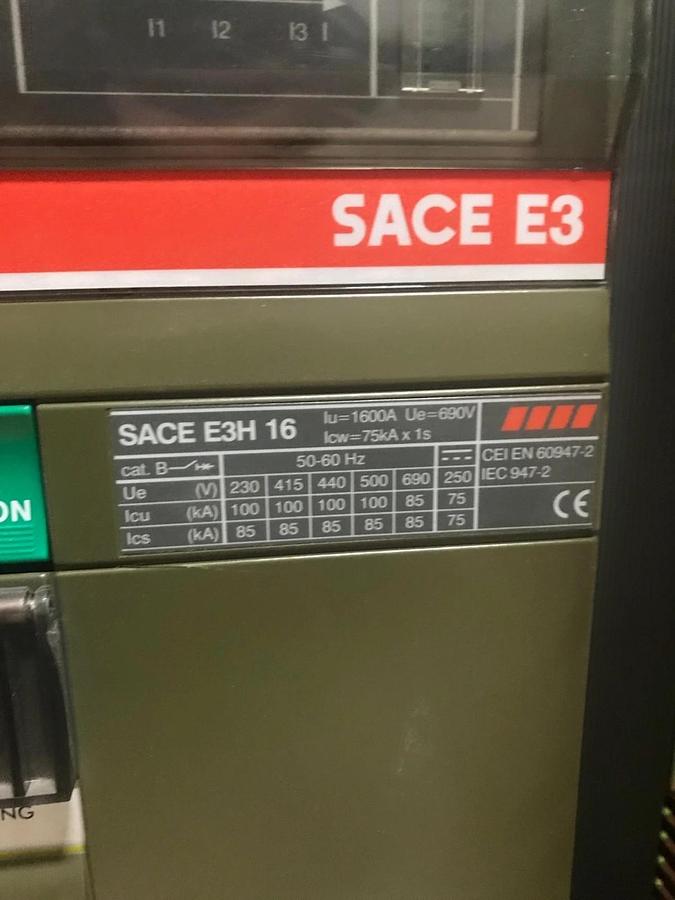 I1 I2 I3 I
SACE E3
SACE E3H 16 Iu=1600A Ue=690V
Icw=75kA x 1s
cat. B 50-60 Hz
CEI EN 60947-2
Ue (V) 230 415 440 500 690 250
IEC 947-2
Icu (kA) 100 100 100 100 85 75
Ics (kA) 85 85 85 85 85 75
CE
ON
NG